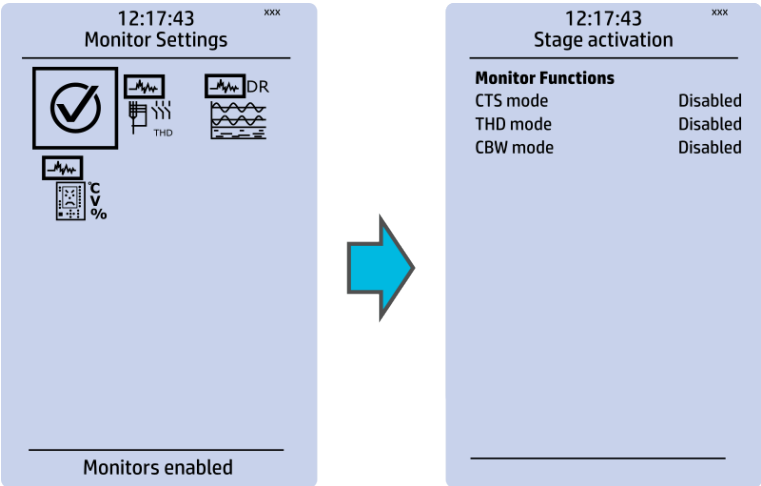 12:17:43 xxx
Monitor Settings
DR
THD
°C
V
%
Monitors enabled
12:17:43 xxx
Stage activation
Monitor Functions
CTS mode Disabled
THD mode Disabled
CBW mode Disabled